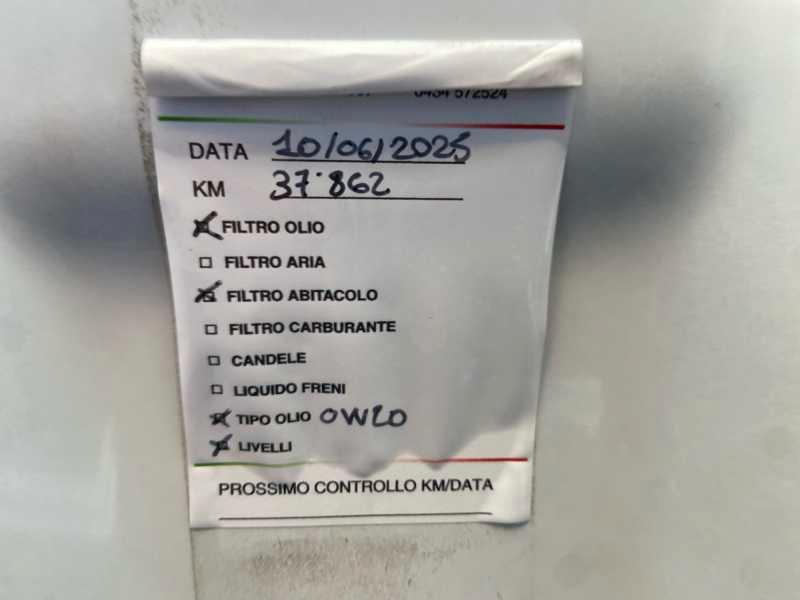 0434 572524
DATA 10/06/2025
KM 37'862
FILTRO OLIO
FILTRO ARIA
FILTRO ABITACOLO
FILTRO CARBURANTE
CANDELE
LIQUIDO FRENI
TIPO OLIO 0W20
LIVELLI
PROSSIMO CONTROLLO KM/DATA